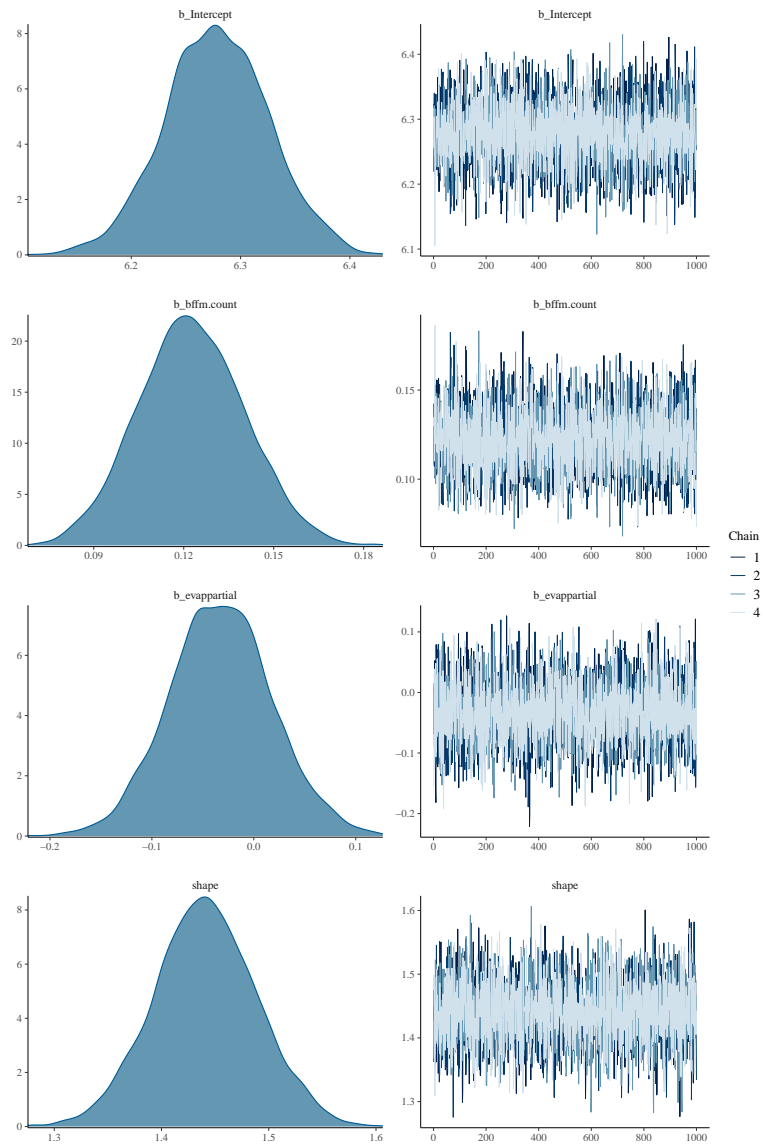 b_Intercept
8
6
4
2
0
6.2 6.3 6.4
b_Intercept
6.4
6.3
6.2
6.1
0 200 400 600 800 1000
b_bffm.count
20
15
10
5
0
0.09 0.12 0.15 0.18
b_bffm.count
0.15
0.10
0 200 400 600 800 1000
b_evappartial
6
4
2
0
−0.2 −0.1 0.0 0.1
b_evappartial
0.1
0.0
−0.1
−0.2
0 200 400 600 800 1000
shape
8
6
4
2
0
1.3 1.4 1.5 1.6
shape
1.6
1.5
1.4
1.3
0 200 400 600 800 1000
Chain
1
2
3
4